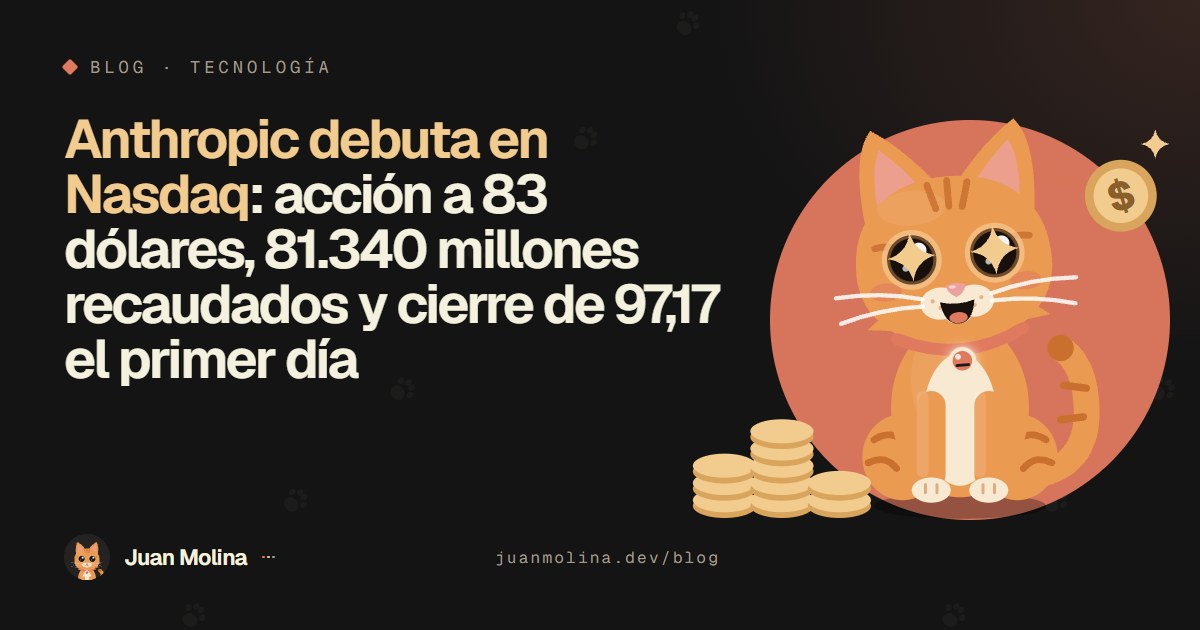 BLOG · TECNOLOGÍA
Anthropic debuta en
Nasdaq: acción a 83
dólares, 81.340 millones
recaudados y cierre de 97,17
el primer día
$
Juan Molina
juanmolina.dev/blog